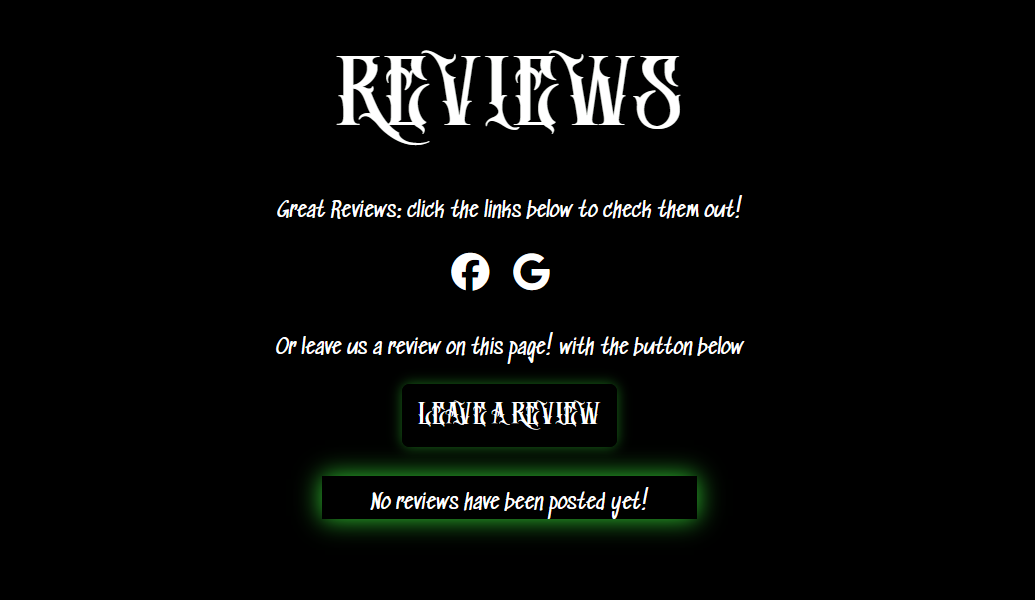 REVIEWS
Great Reviews: click the links below to check them out!
Or leave us a review on this page! with the button below
LEAVE A REVIEW
No reviews have been posted yet!